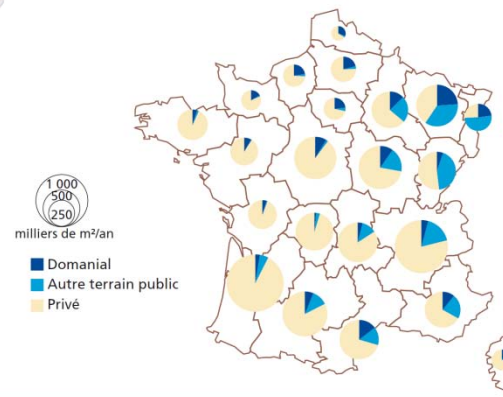 1 000
500
250
milliers de m²/an
Domanial
Autre terrain public
Privé